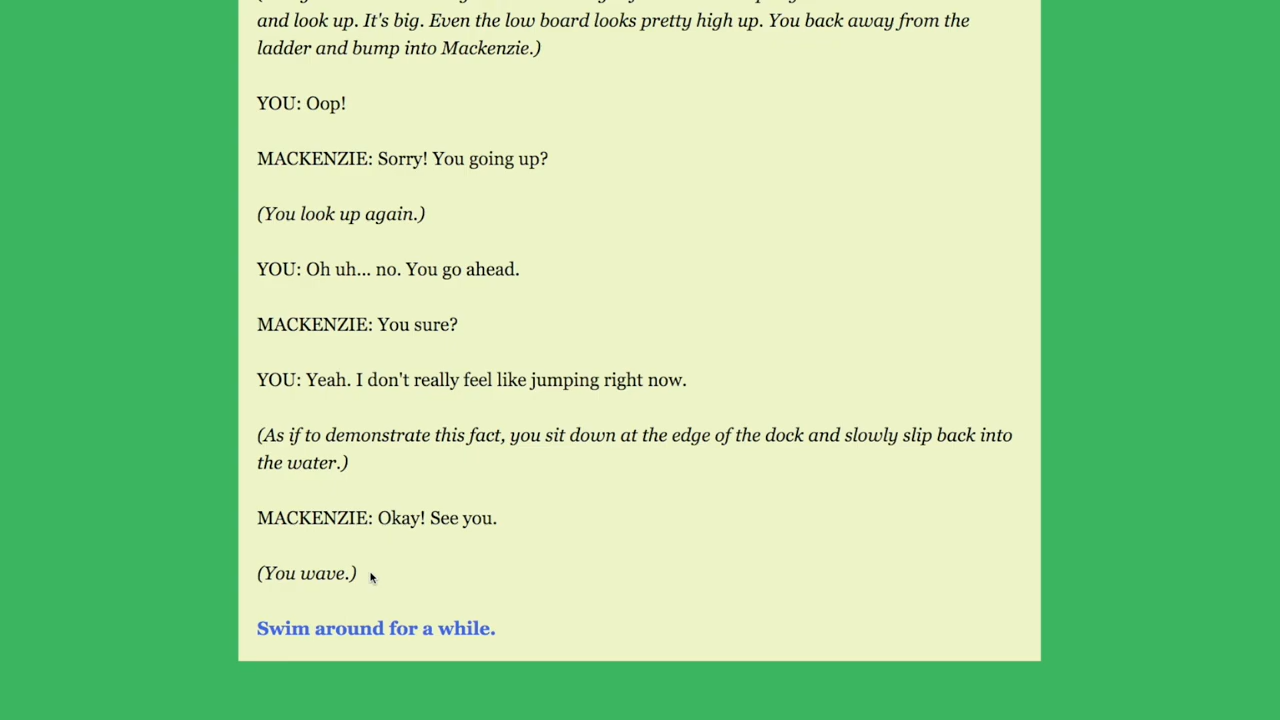 and look up. It's big. Even the low board looks pretty high up. You back away from the
ladder and bump into Mackenzie.)
YOU: Oop!
MACKENZIE: Sorry! You going up?
(You look up again.)
YOU: Oh uh... no. You go ahead.
MACKENZIE: You sure?
YOU: Yeah. I don't really feel like jumping right now.
(As if to demonstrate this fact, you sit down at the edge of the dock and slowly slip back into
the water.)
MACKENZIE: Okay! See you.
(You wave.)
Swim around for a while.